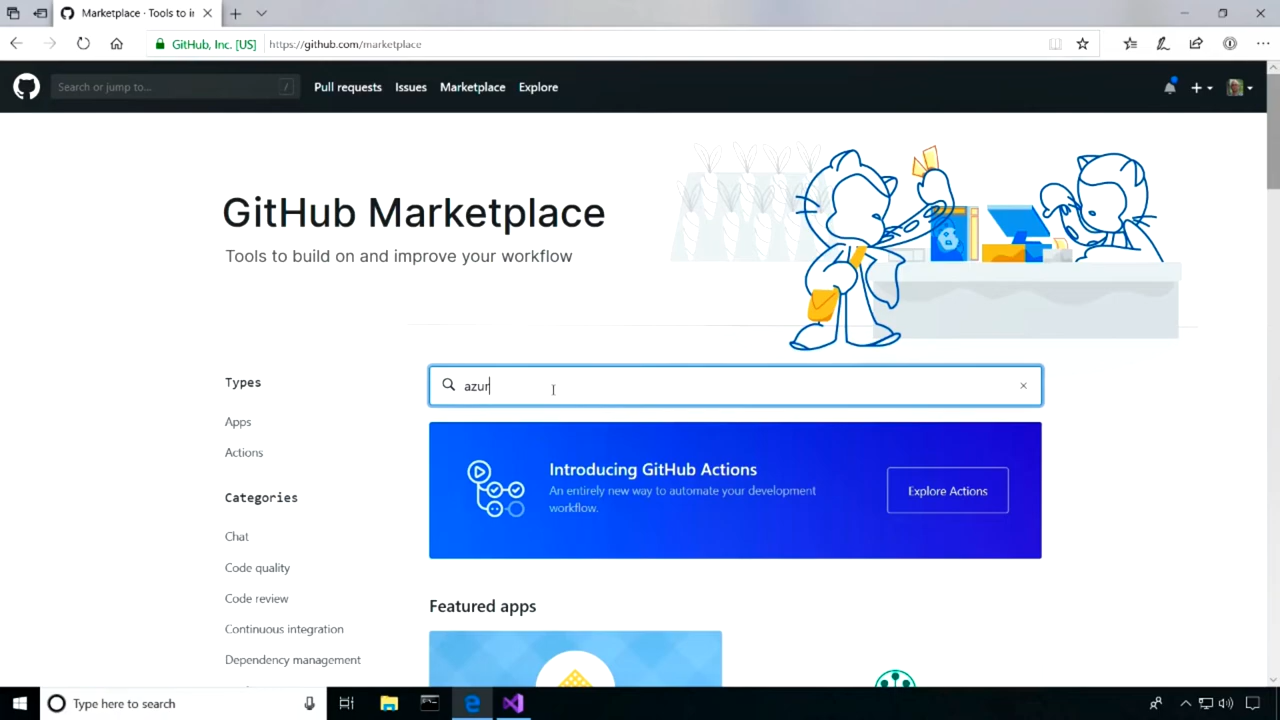 Marketplace · Tools to i
GitHub, Inc. [US]
https://github.com/marketplace
Search or jump to...
/
Pull requests
Issues
Marketplace
Explore
GitHub Marketplace
Tools to build on and improve your workflow
Types
Apps
Actions
Categories
Chat
Code quality
Code review
Continuous integration
Dependency management
azur
Introducing GitHub Actions
An entirely new way to automate your development
workflow.
Explore Actions
Featured apps
Type here to search